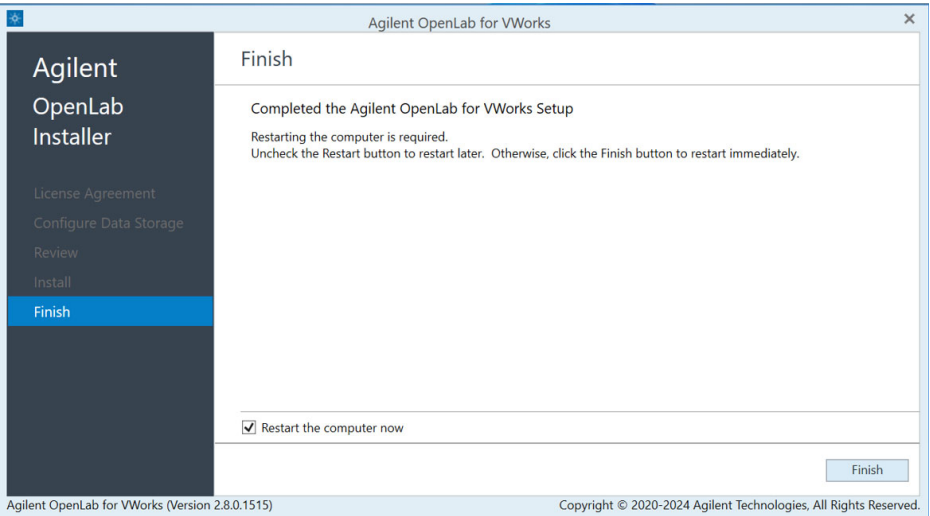 Agilent OpenLab for VWorks
Agilent
OpenLab
Installer
License Agreement
Configure Data Storage
Review
Install
Finish
Finish
Completed the Agilent OpenLab for VWorks Setup
Restarting the computer is required.
Uncheck the Restart button to restart later.  Otherwise, click the Finish button to restart immediately.
Restart the computer now
Finish
Agilent OpenLab for VWorks (Version 2.8.0.1515)
Copyright © 2020-2024 Agilent Technologies, All Rights Reserved.